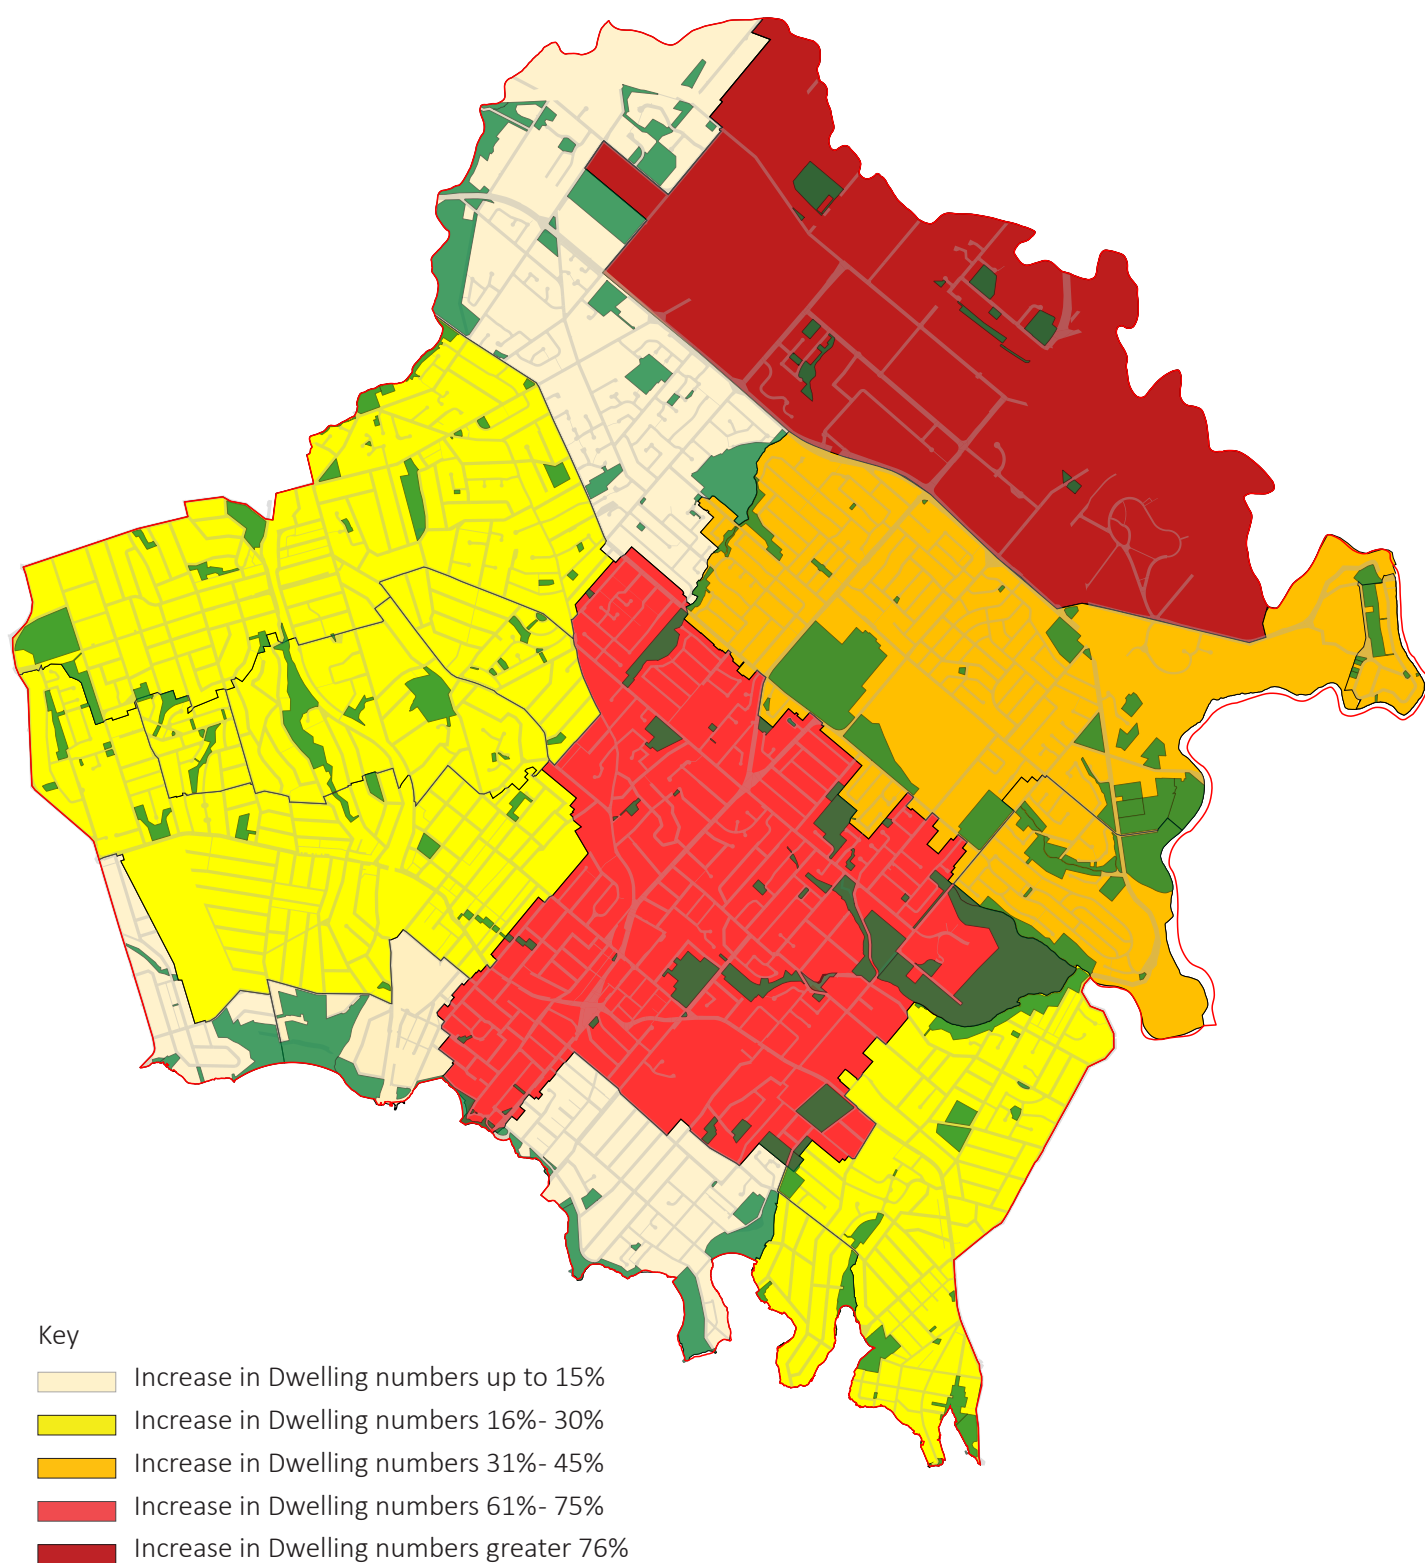 Key
Increase in Dwelling numbers up to 15%
Increase in Dwelling numbers 16%- 30%
Increase in Dwelling numbers 31%- 45%
Increase in Dwelling numbers 61%- 75%
Increase in Dwelling numbers greater 76%